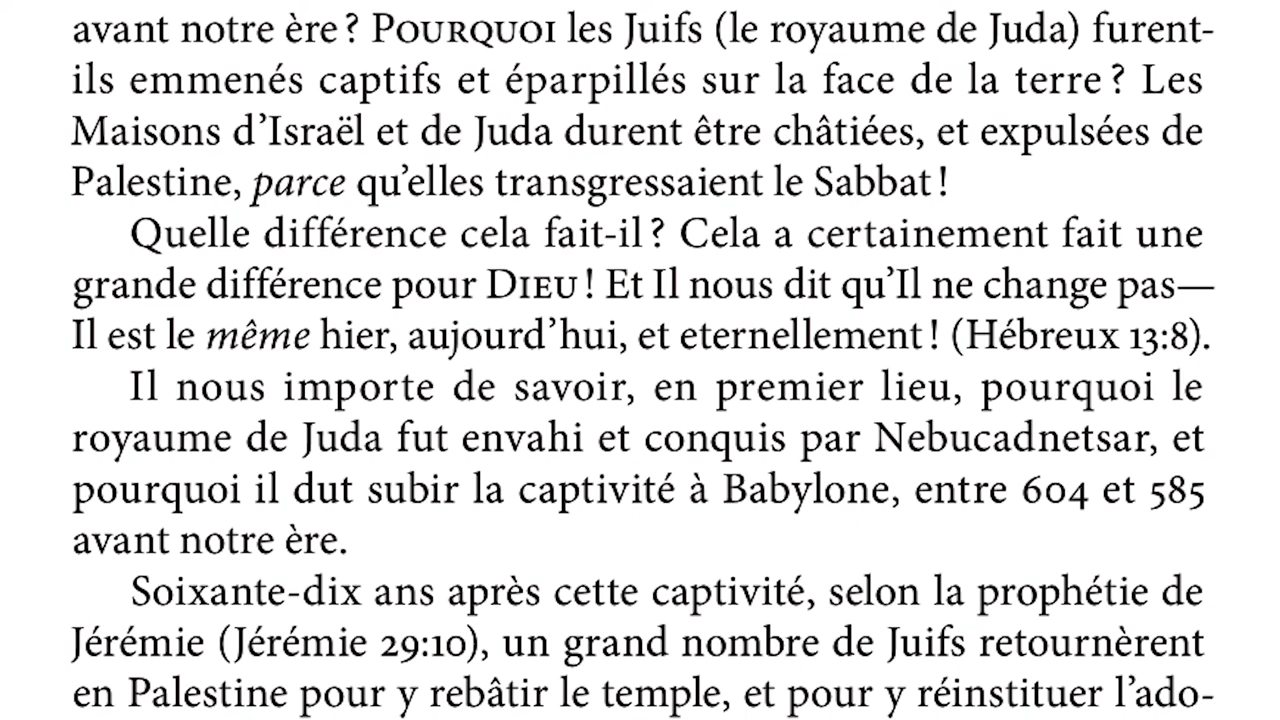 avant notre ère ? POURQUOI les Juifs (le royaume de Juda) furent-
ils emmenés captifs et éparpillés sur la face de la terre ? Les
Maisons d’Israël et de Juda durent être châtiées, et expulsées de
Palestine, parce qu’elles transgressaient le Sabbat !
Quelle différence cela fait-il ? Cela a certainement fait une
grande différence pour DIEU ! Et Il nous dit qu’Il ne change pas—
Il est le même hier, aujourd’hui, et eternellement ! (Hébreux 13:8).
Il nous importe de savoir, en premier lieu, pourquoi le
royaume de Juda fut envahi et conquis par Nebucadnetsar, et
pourquoi il dut subir la captivité à Babylone, entre 604 et 585
avant notre ère.
Soixante-dix ans après cette captivité, selon la prophétie de
Jérémie (Jérémie 29:10), un grand nombre de Juifs retournèrent
en Palestine pour y rebâtir le temple, et pour y réinstituer l’ado-